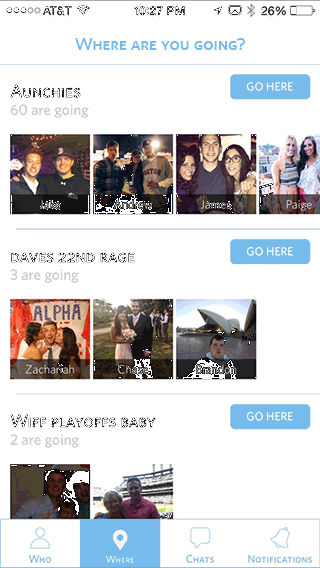 AT&T 10:27 PM 26%
Where are you going?
Aunchies GO HERE
60 are going
Jake Andrew James Paige
daves 22nd rage GO HERE
3 are going
ALPHA
Zachariah Chase Brandon
Wiff playoffs baby GO HERE
2 are going
Who Where Chats Notifications